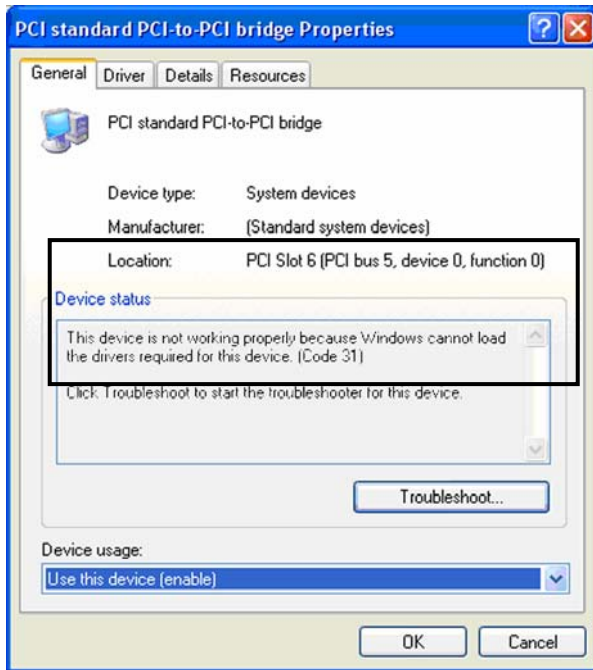 PCI standard PCI-to-PCI bridge Properties
General Driver Details Resources
PCI standard PCI-to-PCI bridge
Device type: System devices
Manufacturer: (Standard system devices)
Location: PCI Slot 6 (PCI bus 5, device 0, function 0)
Device status
This device is not working properly because Windows cannot load
the drivers required for this device. (Code 31)
Click Troubleshoot to start the troubleshooter for this device.
Troubleshoot...
Device usage:
Use this device (enable)
OK Cancel